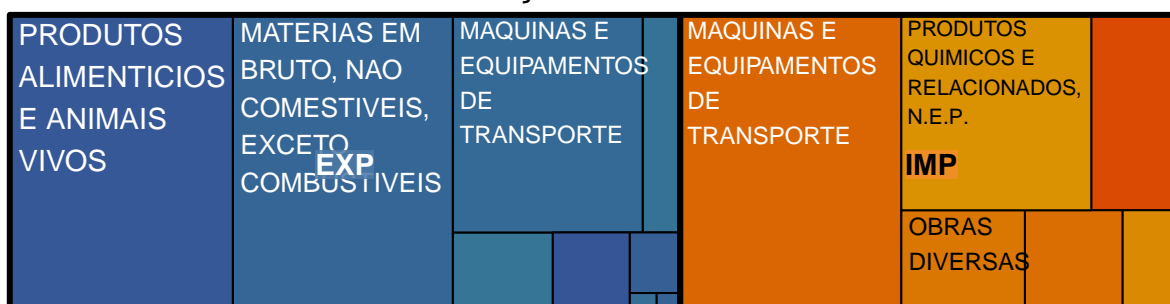 PRODUTOS
ALIMENTICIOS
E ANIMAIS
VIVOS
MATERIAS EM
BRUTO, NAO
COMESTIVEIS,
EXCETO
COMBUSTIVEIS
EXP
MAQUINAS E
EQUIPAMENTOS
DE
TRANSPORTE
MAQUINAS E
EQUIPAMENTOS
DE
TRANSPORTE
PRODUTOS
QUIMICOS E
RELACIONADOS,
N.E.P.
IMP
OBRAS
DIVERSAS